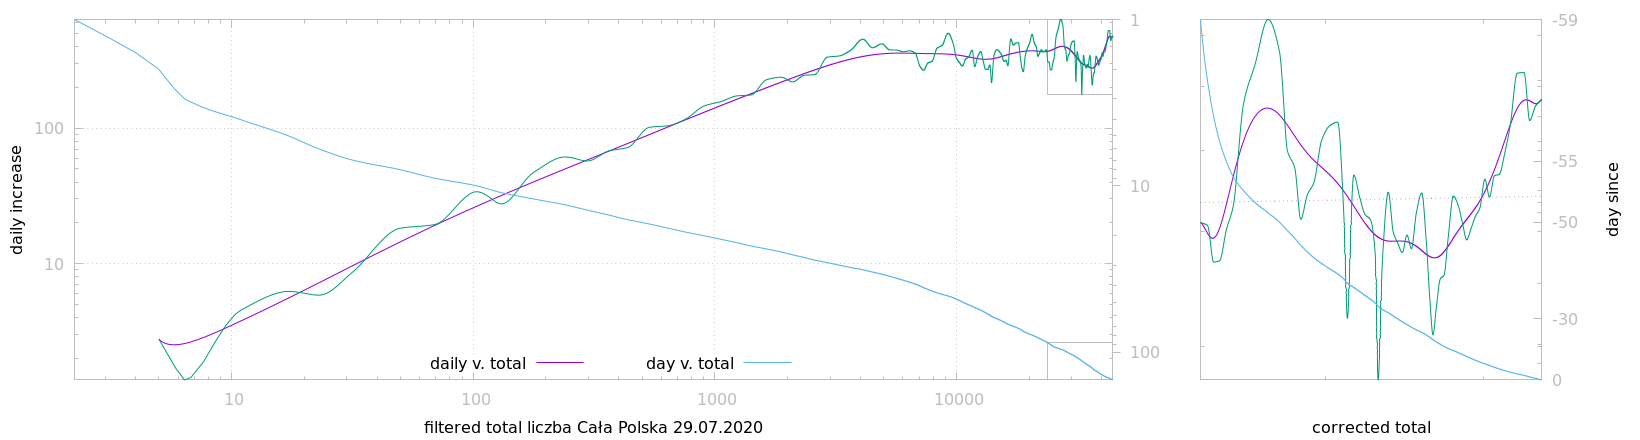 1
-59
100
daily increase
-55
10
day since
-50
10
-30
daily v. total
day v. total
100
0
10
100
1000
10000
filtered total liczba Cała Polska 29.07.2020
corrected total